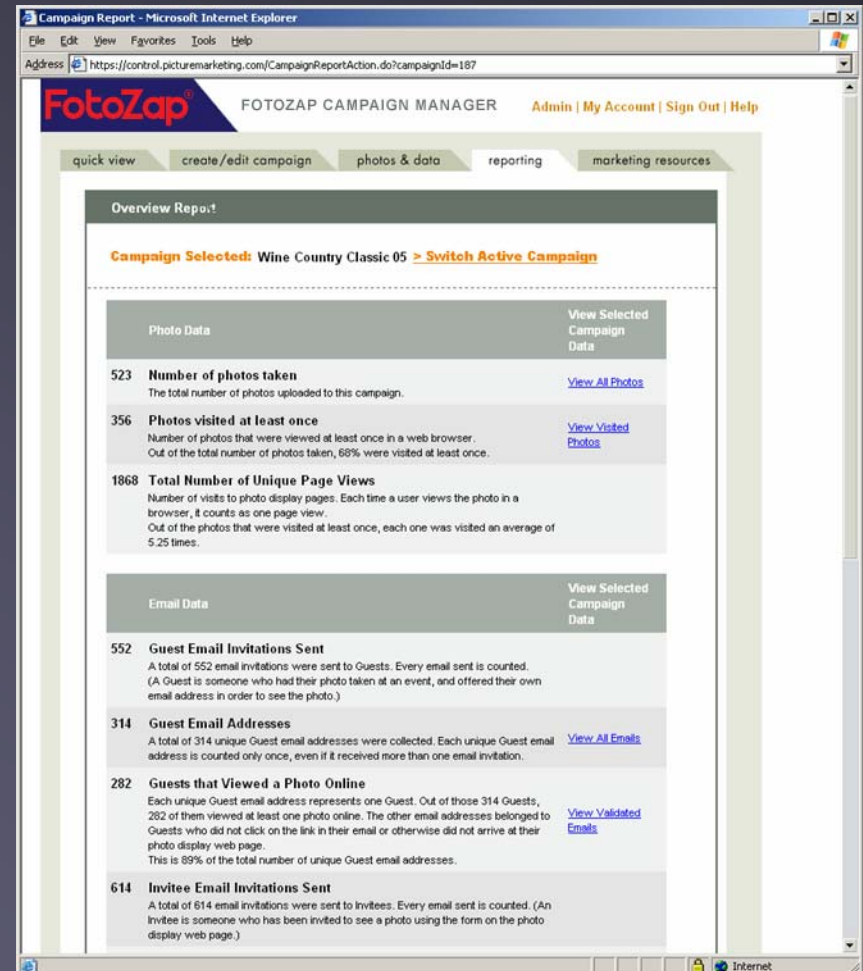 Campaign Report - Microsoft Internet Explorer
File Edit View Favorites Tools Help
Address https://control.picturemarketing.com/CampaignReportAction.do?campaignId=187
FotoZap® FOTOZAP CAMPAIGN MANAGER Admin | My Account | Sign Out | Help
quick view create/edit campaign photos & data reporting marketing resources
Overview Report
Campaign Selected: Wine Country Classic 05 > Switch Active Campaign
Photo Data View Selected Campaign Data
523 Number of photos taken
The total number of photos uploaded to this campaign.
View All Photos
356 Photos visited at least once
Number of photos that were viewed at least once in a web browser.
Out of the total number of photos taken, 68% were visited at least once.
View Visited
Photos
1868 Total Number of Unique Page Views
Number of visits to photo display pages. Each time a user views the photo in a
browser, it counts as one page view.
Out of the photos that were visited at least once, each one was visited an average of
5.25 times.
Email Data View Selected Campaign Data
552 Guest Email Invitations Sent
A total of 552 email invitations were sent to Guests. Every email sent is counted.
(A Guest is someone who had their photo taken at an event, and offered their own
email address in order to see the photo.)
314 Guest Email Addresses
A total of 314 unique Guest email addresses were collected. Each unique Guest email
address is counted only once, even if it received more than one email invitation.
View All Emails
282 Guests that Viewed a Photo Online
Each unique Guest email address represents one Guest. Out of those 314 Guests,
282 of them viewed at least one photo online. The other email addresses belonged to
Guests who did not click on the link in their email or otherwise did not arrive at their
photo display web page.
This is 89% of the total number of unique Guest email addresses.
View Validated
Emails
614 Invitee Email Invitations Sent
A total of 614 email invitations were sent to Invitees. Every email sent is counted. (An
Invitee is someone who has been invited to see a photo using the form on the photo
display web page.)
Internet